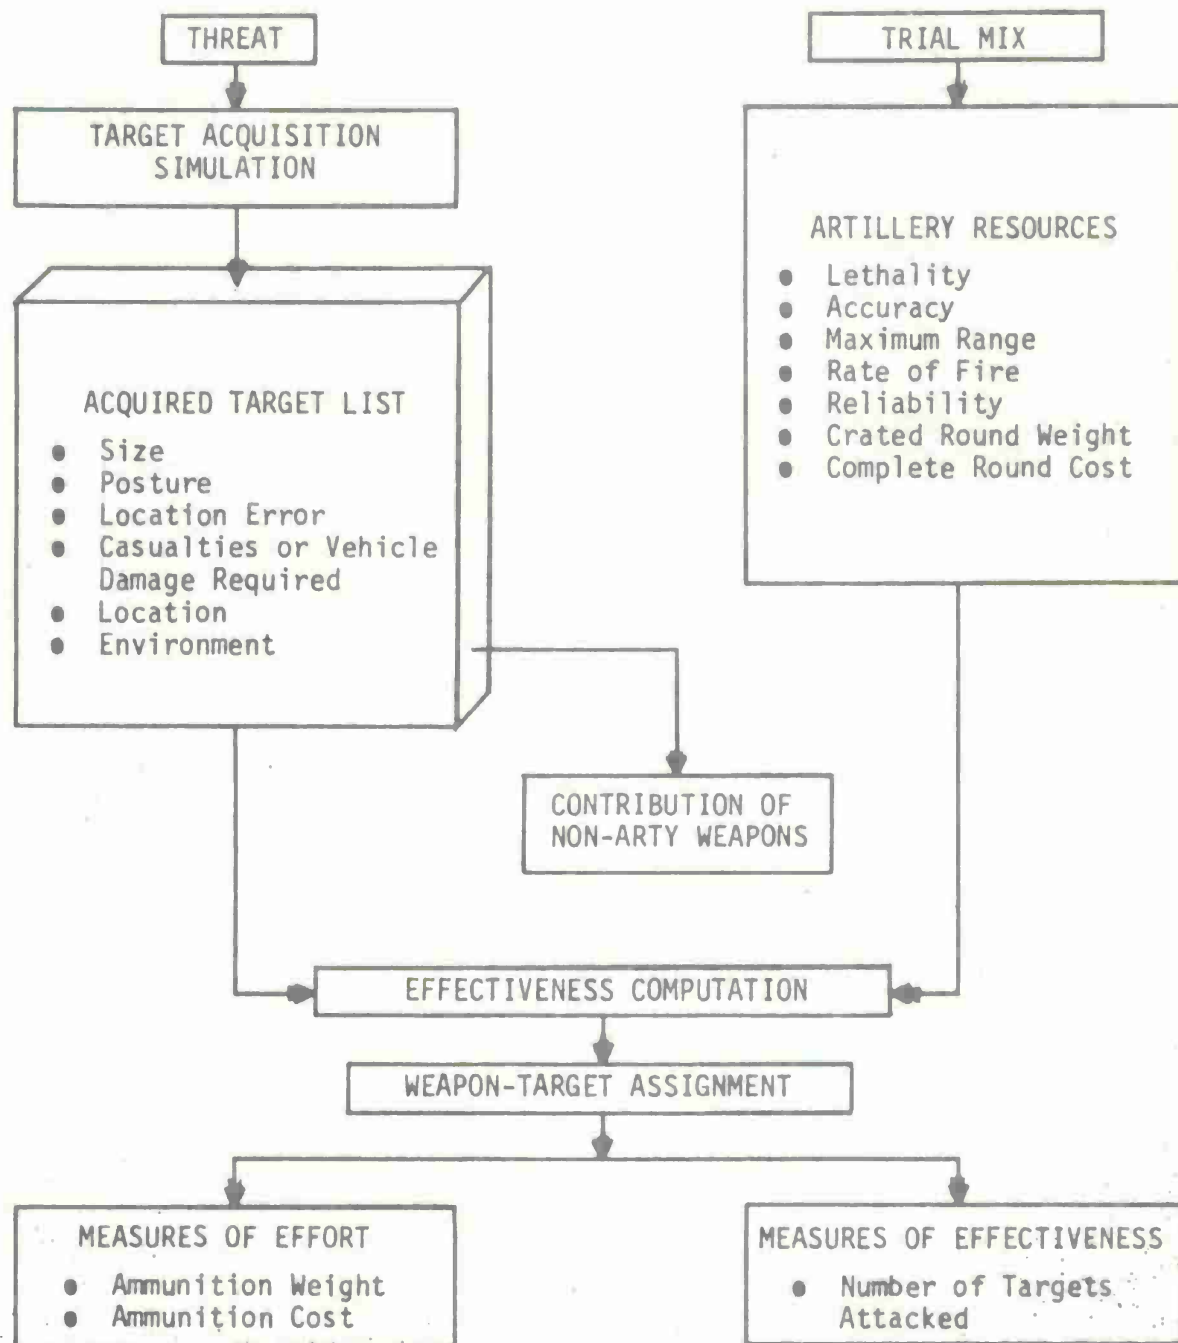 THREAT
TRIAL MIX
TARGET ACQUISITION
SIMULATION
ARTILLERY RESOURCES
● Lethality
● Accuracy
● Maximum Range
● Rate of Fire
● Reliability
● Crated Round Weight
● Complete Round Cost
ACQUIRED TARGET LIST
● Size
● Posture
● Location Error
● Casualties or Vehicle
Damage Required
● Location
● Environment
CONTRIBUTION OF
NON-ARTY WEAPONS
EFFECTIVENESS COMPUTATION
WEAPON-TARGET ASSIGNMENT
MEASURES OF EFFORT
● Ammunition Weight
● Ammunition Cost
MEASURES OF EFFECTIVENESS
● Number of Targets
Attacked